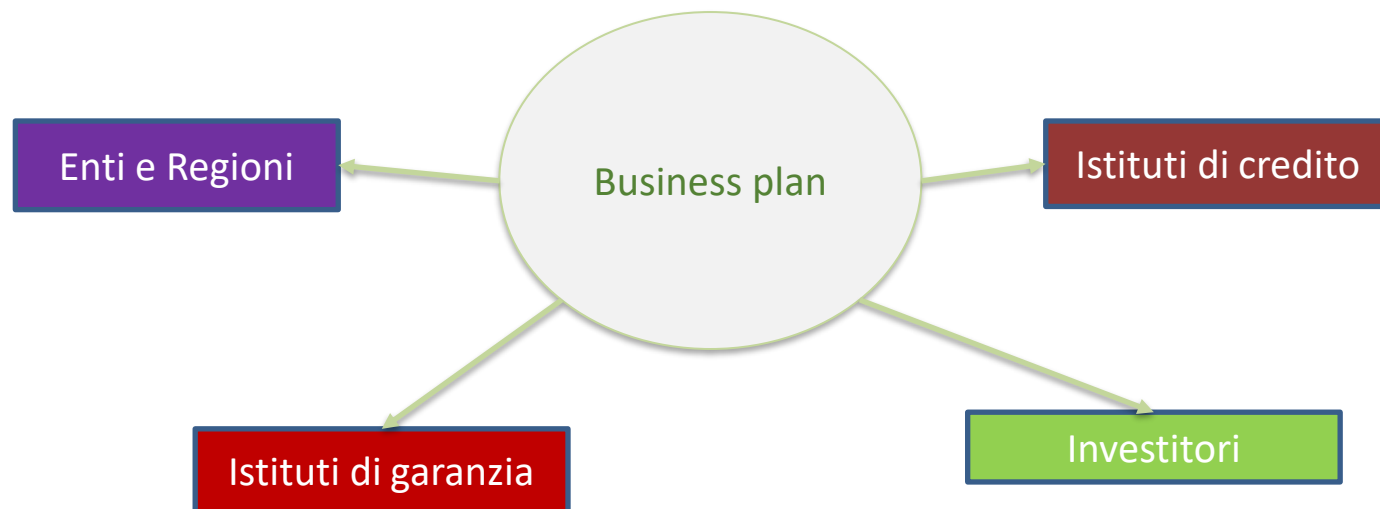 Enti e Regioni
Business plan
Istituti di credito
Istituti di garanzia
Investitori